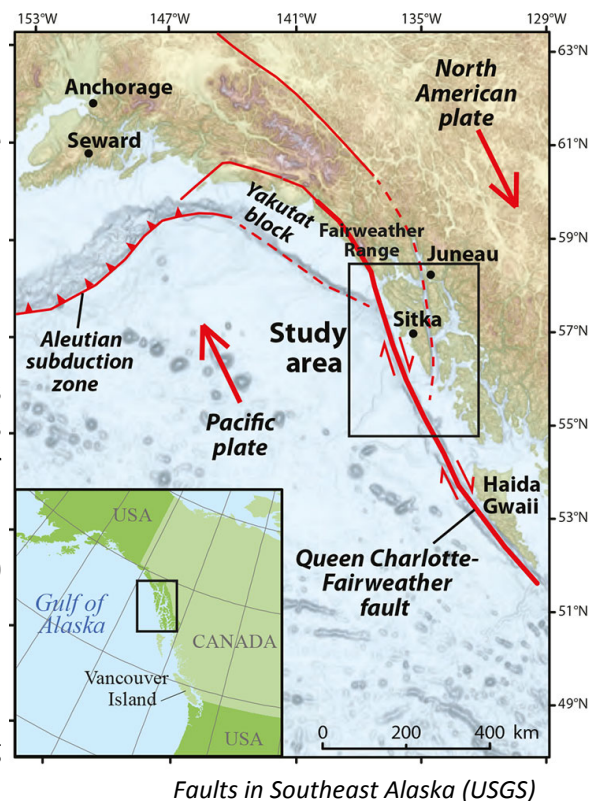 153°W
147°W
141°W
135°W
129°W
63°N
61°N
59°N
57°N
55°N
53°N
51°N
49°N
North
American
plate
Anchorage
Seward
Yakutat
block
Fairweather
Range
Juneau
Sitka
Study
area
Aleutian
subduction
zone
Pacific
plate
Haida
Gwaii
Queen Charlotte-
Fairweather
fault
USA
Gulf of
Alaska
CANADA
Vancouver
Island
USA
0 200 400 km
Faults in Southeast Alaska (USGS)